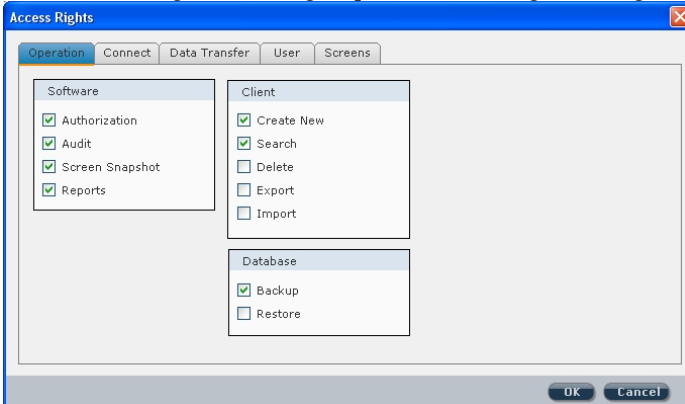 Access Rights
Operation Connect Data Transfer User Screens
Software
Authorization
Audit
Screen Snapshot
Reports
Client
Create New
Search
Delete
Export
Import
Database
Backup
Restore
OK Cancel